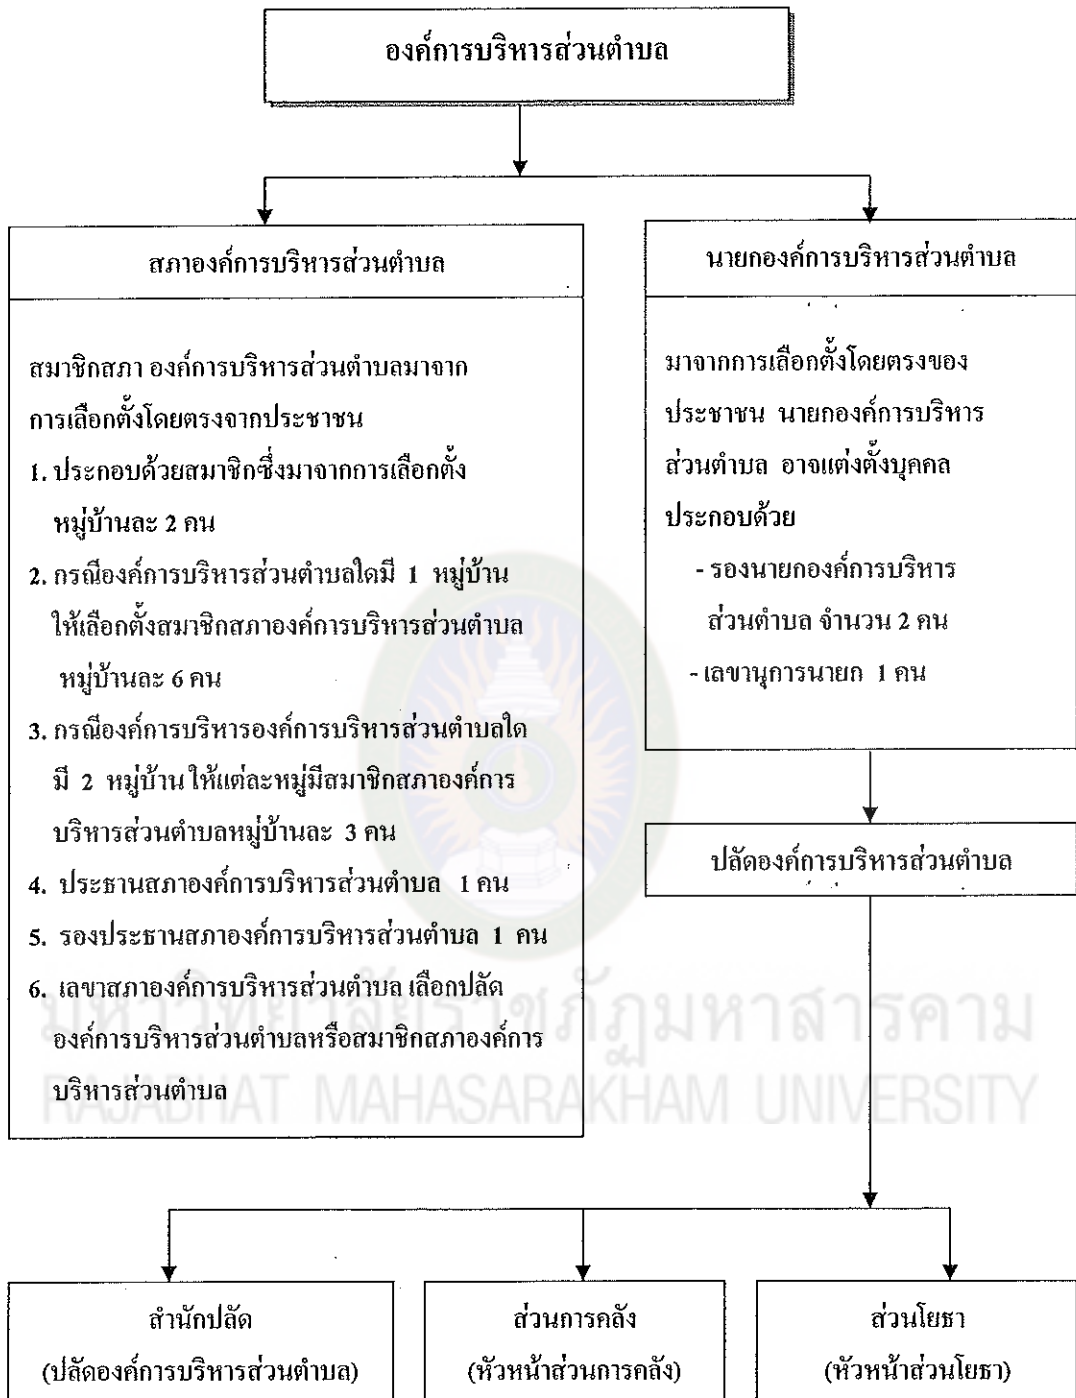 องค์การบริหารส่วนตำบล
สภาองค์การบริหารส่วนตำบล
สมาชิกสภา องค์การบริหารส่วนตำบลมาจาก
การเลือกตั้งโดยตรงจากประชาชน
1. ประกอบด้วยสมาชิกซึ่งมาจากการเลือกตั้ง
หมู่บ้านละ 2 คน
2. กรณีองค์การบริหารส่วนตำบลใดมี 1 หมู่บ้าน
ให้เลือกตั้งสมาชิกสภาองค์การบริหารส่วนตำบล
หมู่บ้านละ 6 คน
3. กรณีองค์การบริหารองค์การบริหารส่วนตำบลใด
มี 2 หมู่บ้าน ให้แต่ละหมู่มีสมาชิกสภาองค์การ
บริหารส่วนตำบลหมู่บ้านละ 3 คน
4. ประธานสภาองค์การบริหารส่วนตำบล 1 คน
5. รองประธานสภาองค์การบริหารส่วนตำบล 1 คน
6. เลขาสภาองค์การบริหารส่วนตำบล เลือกปลัด
องค์การบริหารส่วนตำบลหรือสมาชิกสภาองค์การ
บริหารส่วนตำบล
นายกองค์การบริหารส่วนตำบล
มาจากการเลือกตั้งโดยตรงของ
ประชาชน นายกองค์การบริหาร
ส่วนตำบล อาจแต่งตั้งบุคคล
ประกอบด้วย
- รองนายกองค์การบริหาร
ส่วนตำบล จำนวน 2 คน
- เลขานุการนายก 1 คน
ปลัดองค์การบริหารส่วนตำบล
มหาวิทยาลัยราชภัฏมหาสารคาม
RAJABHAT MAHASARAKHAM UNIVERSITY
สำนักปลัด
(ปลัดองค์การบริหารส่วนตำบล)
ส่วนการคลัง
(หัวหน้าส่วนการคลัง)
ส่วนโยธา
(หัวหน้าส่วนโยธา)